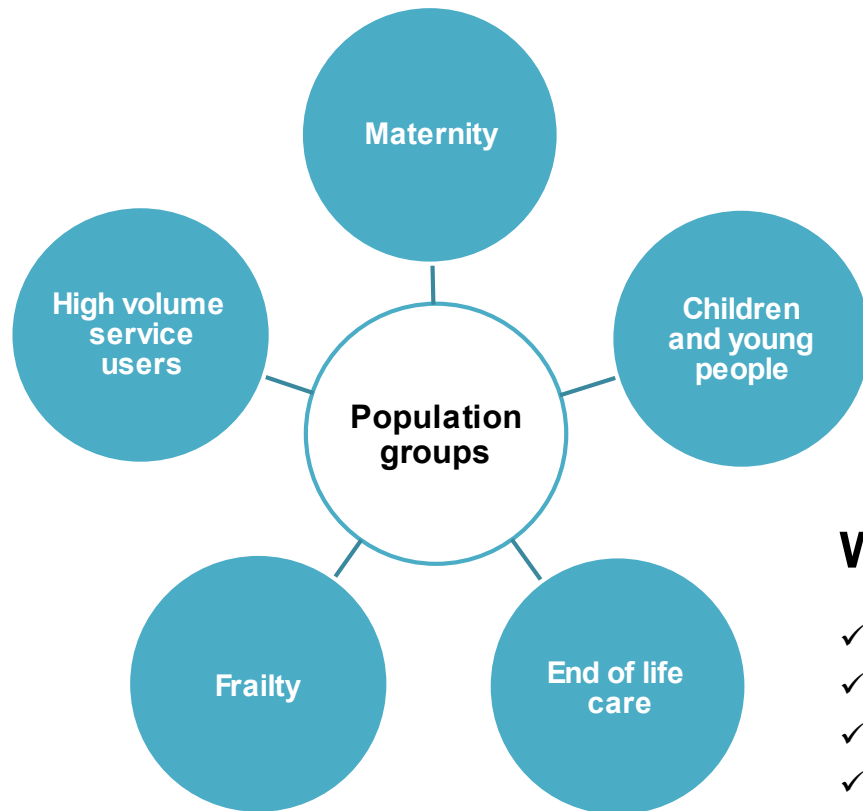 Maternity
High volume
service
users
Children
and young
people
Population
groups
Frailty
End of life
care
✓
✓
✓
✓